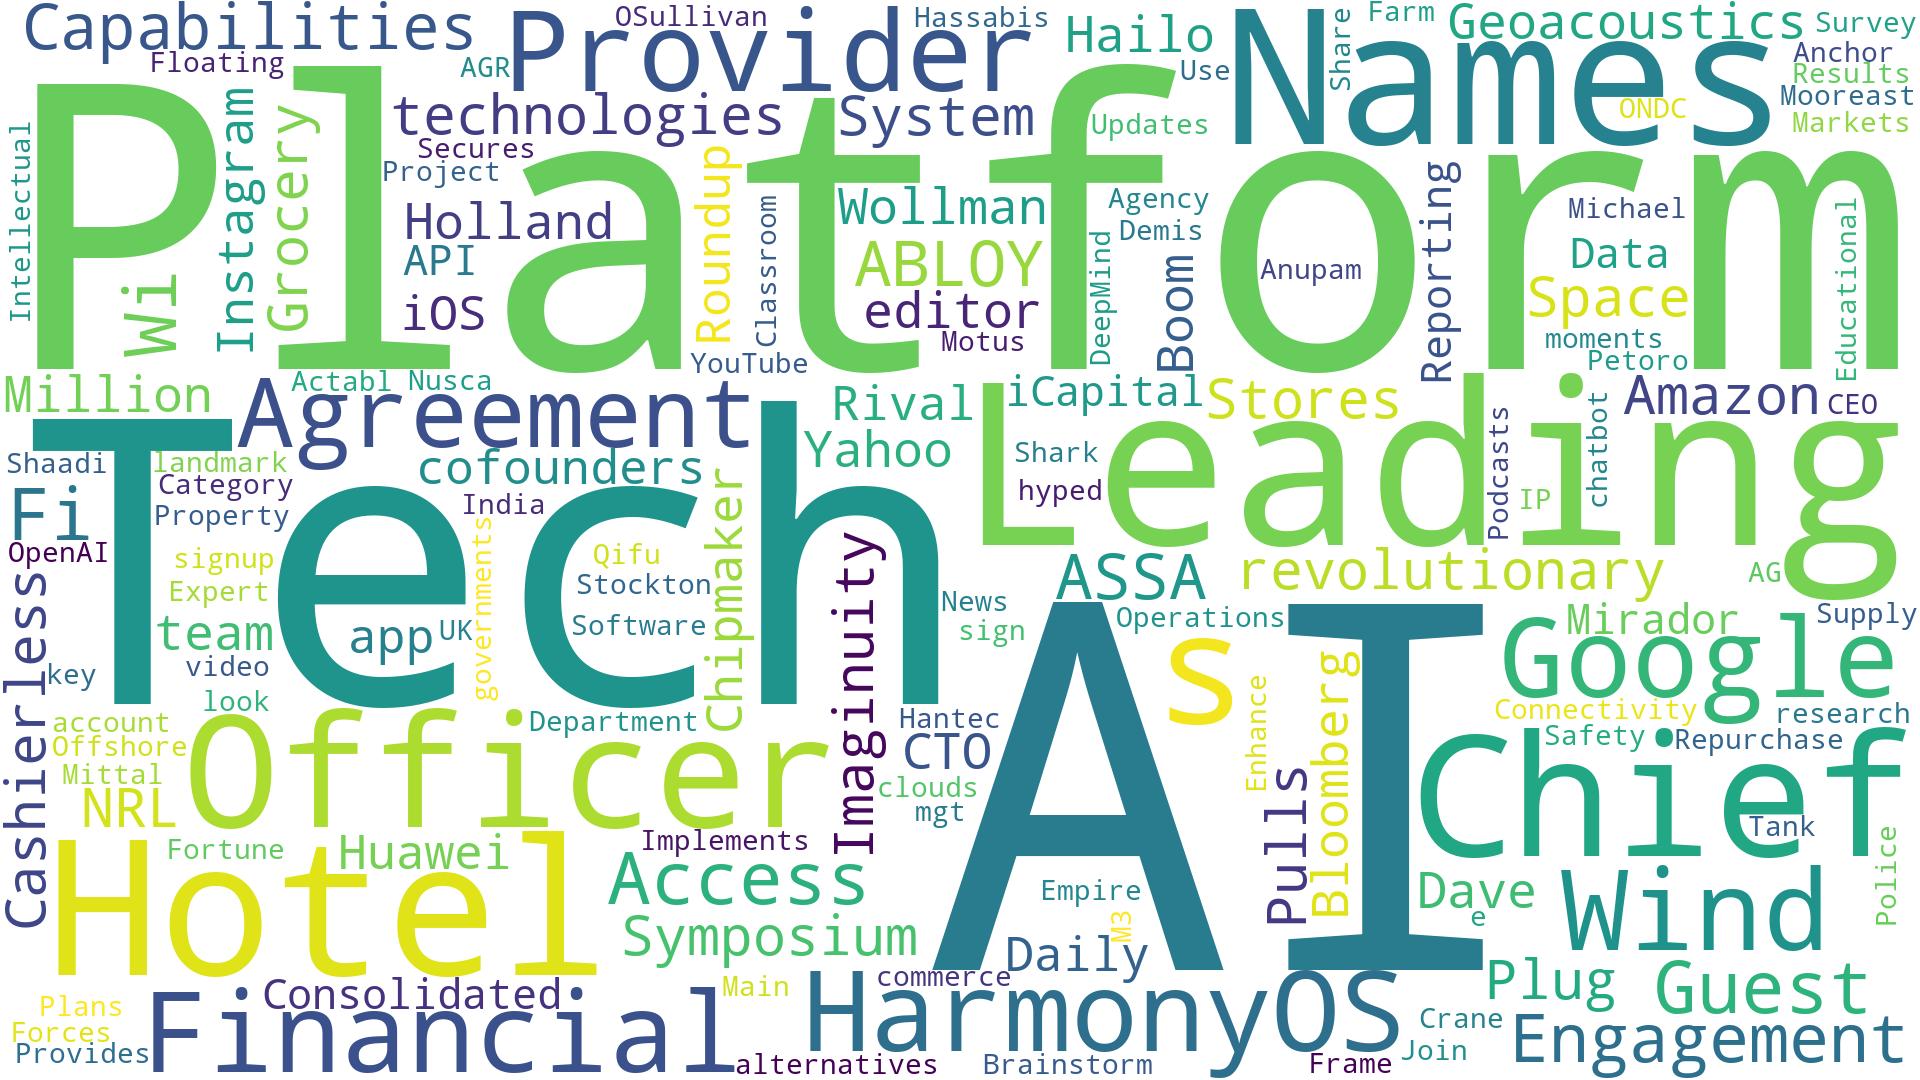 Capabilities
Provider
OSullivan
Hassabis
Hailo
Names
Share
Farm
Geoacoustics
Survey
Floating
AGR
Use
Anchor
Results
Mooreast
Markets
ONDC
Platform
technologies
System
Updates
Secures
Project
Intellectual
Wi
Instagram
Grocery
Holland
API
iOS
Roundup
Classroom
YouTube
Wollman
ABLOY
editor
Motus
DeepMind
Agency
Demis
Boom
Anupam
Reporting
Michael
Data
Space
moments
Petoro
Educational
Million
Actabl
Nusca
Agreement
Rival
Yahoo
iCapital
Stores
Amazon
CEO
Tech
Leading
Shaadi
landmark
Category
Property
Fi
OpenAI
cofounders
India
Shark
hyped
Podcasts
IP
chatbot
signup
Expert
team
video
look
key
app
UK
governments
Qifu
Stockton
Software
Chipmaker
Imaginuity
News
sign
ASSA
revolutionary
AG
Operations
Mirador
Supply
Google
AI
s
Cashierless
account
Offshore
Mittal
NRL
Officer
Department
Hantec
CTO
clouds
mgt
Enhance
Bloomberg
Pulls
Connectivity
research
Safety
Repurchase
Chief
Tank
Police
Hotel
Fortune
Huawei
Implements
Access
Symposium
Empire
M3
Daily
Dave
e
Wind
Plans
Forces
Provides
Consolidated
Financial
Main
commerce
HarmonyOS
alternatives
Brainstorm
Frame
Plug
Guest
Crane
Join
Engagement